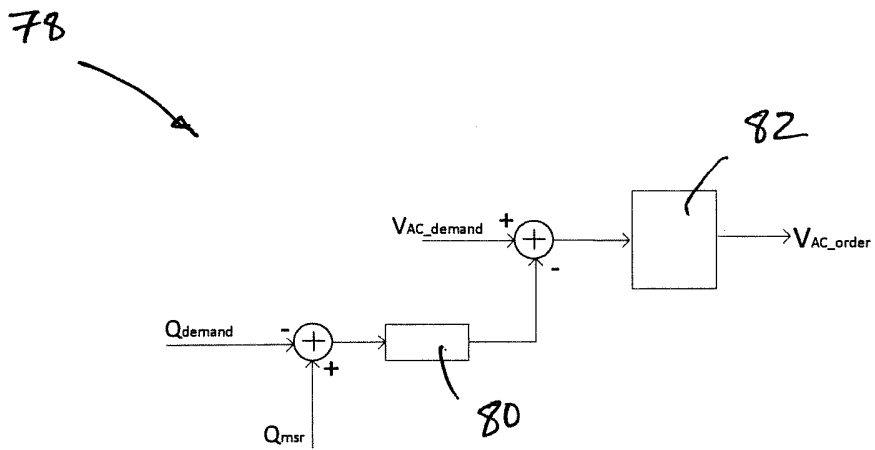 78
82
V_AC_demand + -
V_AC_order
Q_demand - +
80
Q_msr